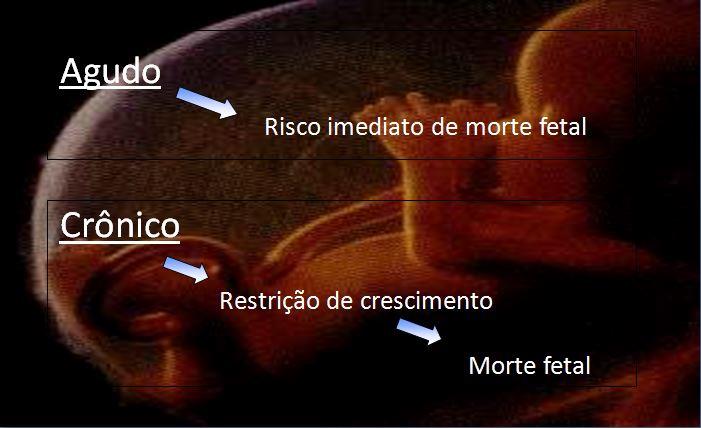 Agudo
Risco imediato de morte fetal
Crônico
Restrição de crescimento
Morte fetal